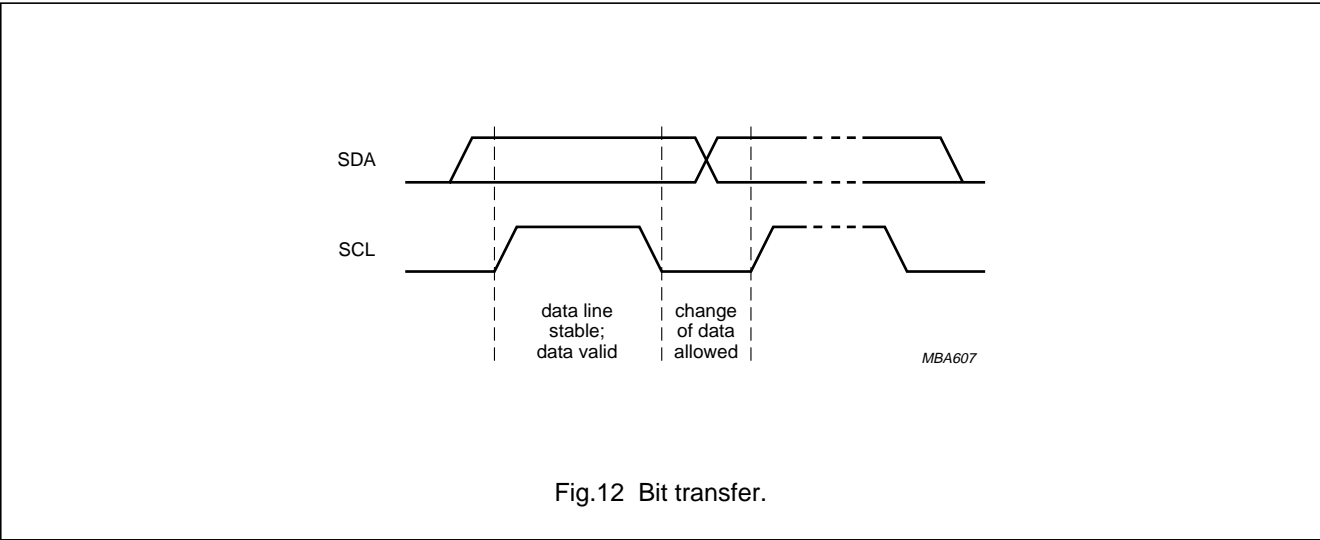 SDA
SCL
data line
stable;
data valid
change
of data
allowed
MBA607
Fig.12 Bit transfer.